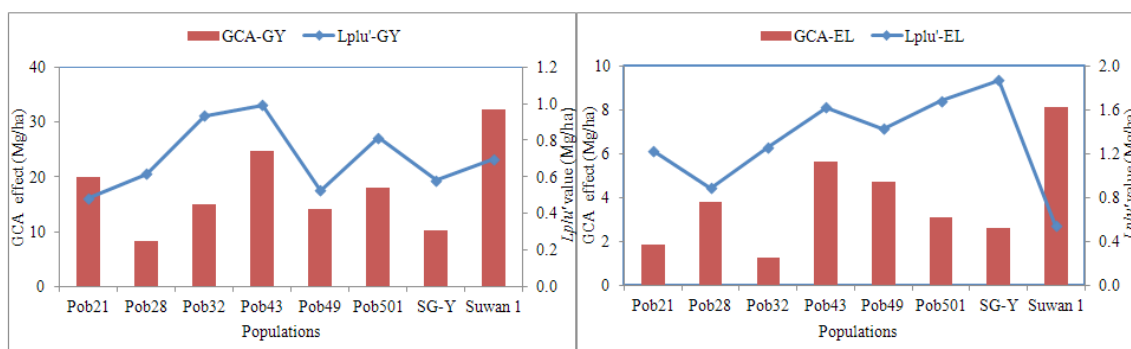 GCA-GY Lplu'-GY
40 1.2
30 1.0
20 0.8
10 0.6
0 0.4
0.2
0.0
GCA effect (Mg/ha)
Lplu' value (Mg/ha)
Pob21 Pob28 Pob32 Pob43 Pob49 Pob501 SG-Y Suwan 1
Populations
GCA-EL Lplu'-EL
10 2.0
8 1.6
6 1.2
4 0.8
2 0.4
0 0.0
GCA effect (Mg/ha)
Lplu' value (Mg/ha)
Pob21 Pob28 Pob32 Pob43 Pob49 Pob501 SG-Y Suwan 1
Populations